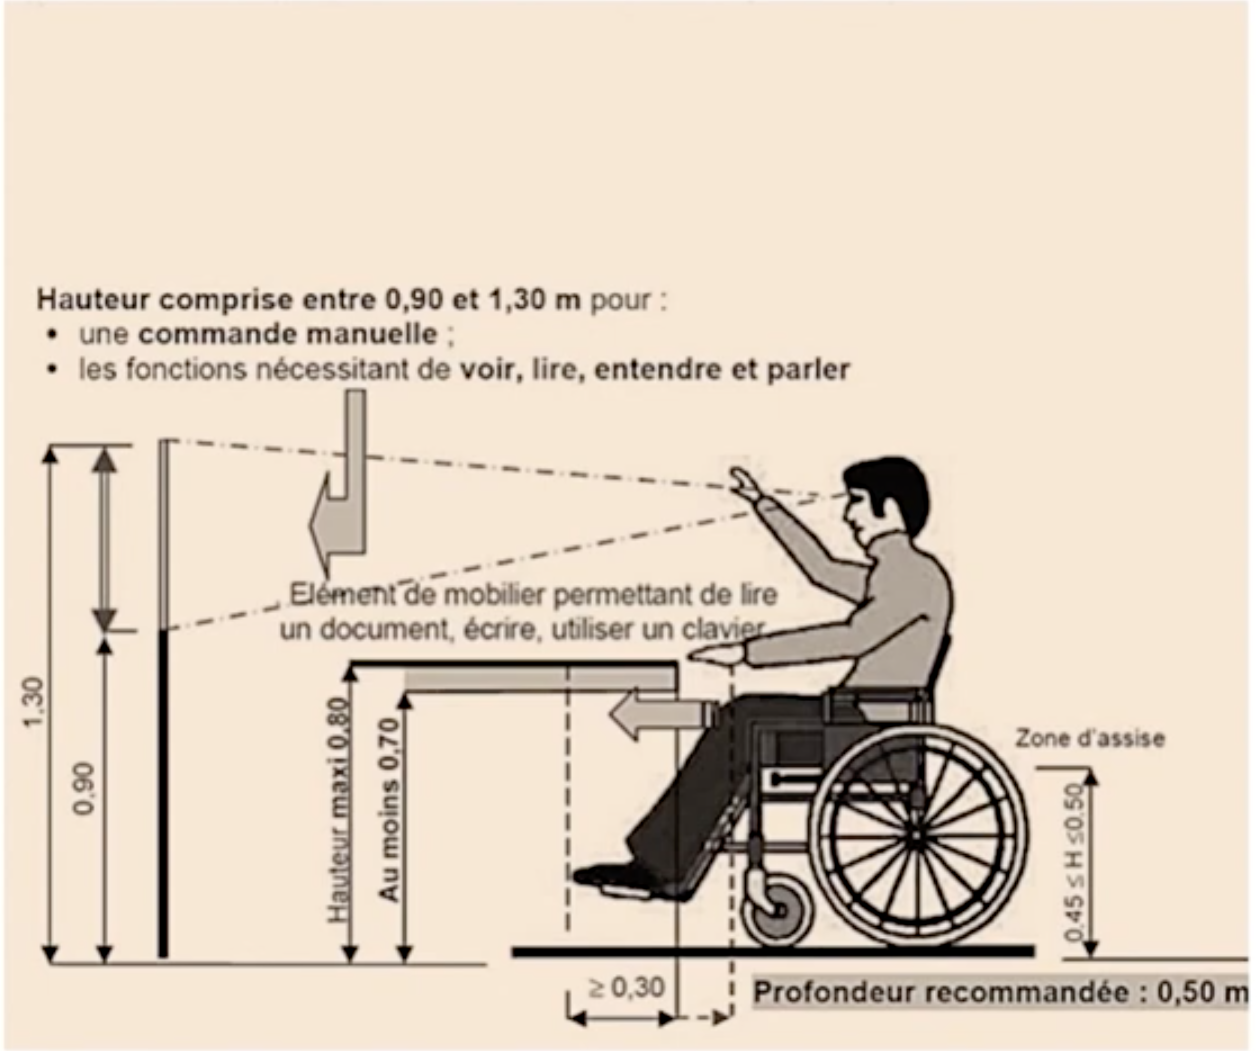 Hauteur comprise entre 0,90 et 1,30 m pour :
• une commande manuelle ;
• les fonctions nécessitant de voir, lire, entendre et parler
Elément de mobilier permettant de lire
un document, écrire, utiliser un clavier
1,30
0,90
Hauteur maxi 0,80
Au moins 0,70
Zone d'assise
0,45 ≤ H ≤0,50
≥ 0,30
Profondeur recommandée : 0,50 m